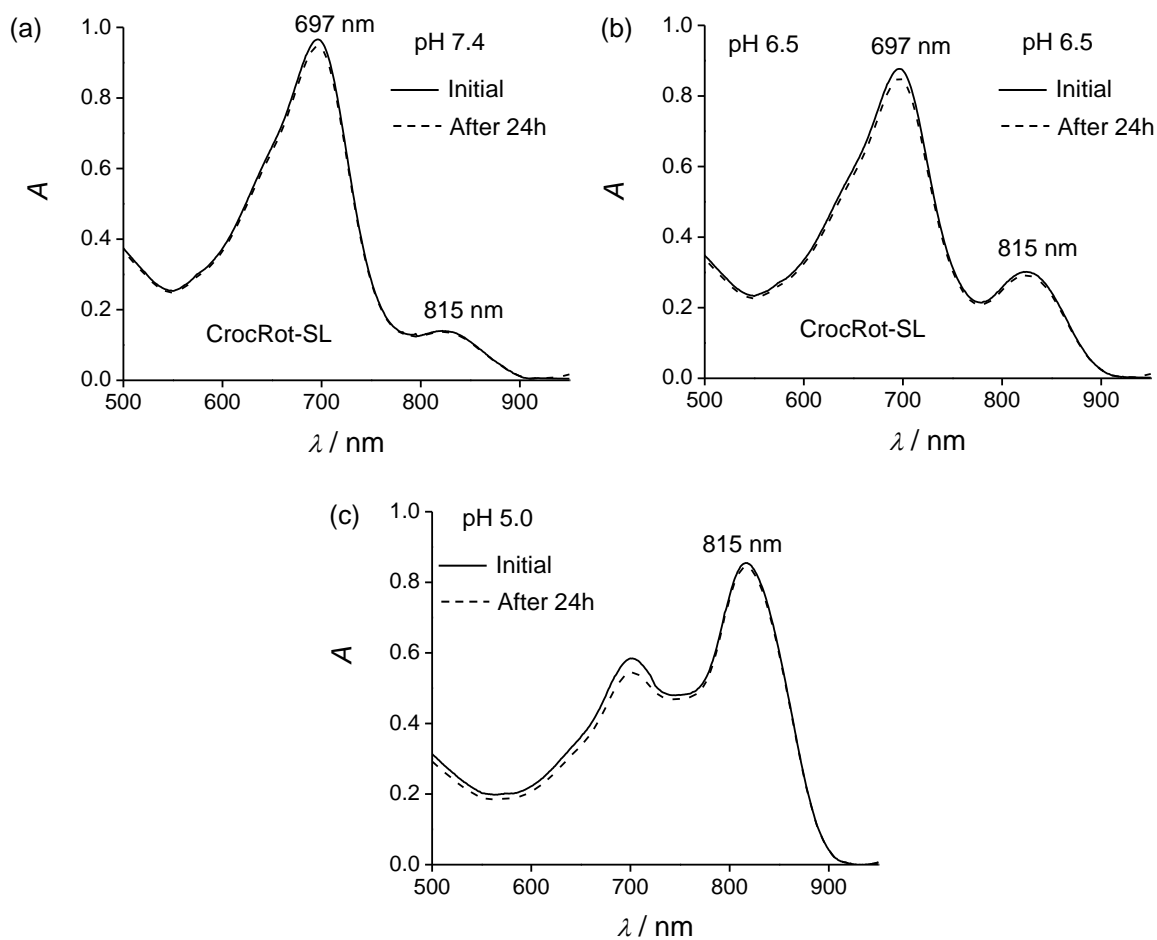 (a)
697 nm
pH 7.4
Initial
After 24h
815 nm
CrocRot-SL
A
1.0
0.8
0.6
0.4
0.2
0.0
500 600 700 800 900
λ / nm
(b)
pH 6.5 697 nm pH 6.5
Initial
After 24h
815 nm
CrocRot-SL
A
1.0
0.8
0.6
0.4
0.2
0.0
500 600 700 800 900
λ / nm
(c)
pH 5.0
815 nm
Initial
After 24h
A
1.0
0.8
0.6
0.4
0.2
0.0
500 600 700 800 900
λ / nm